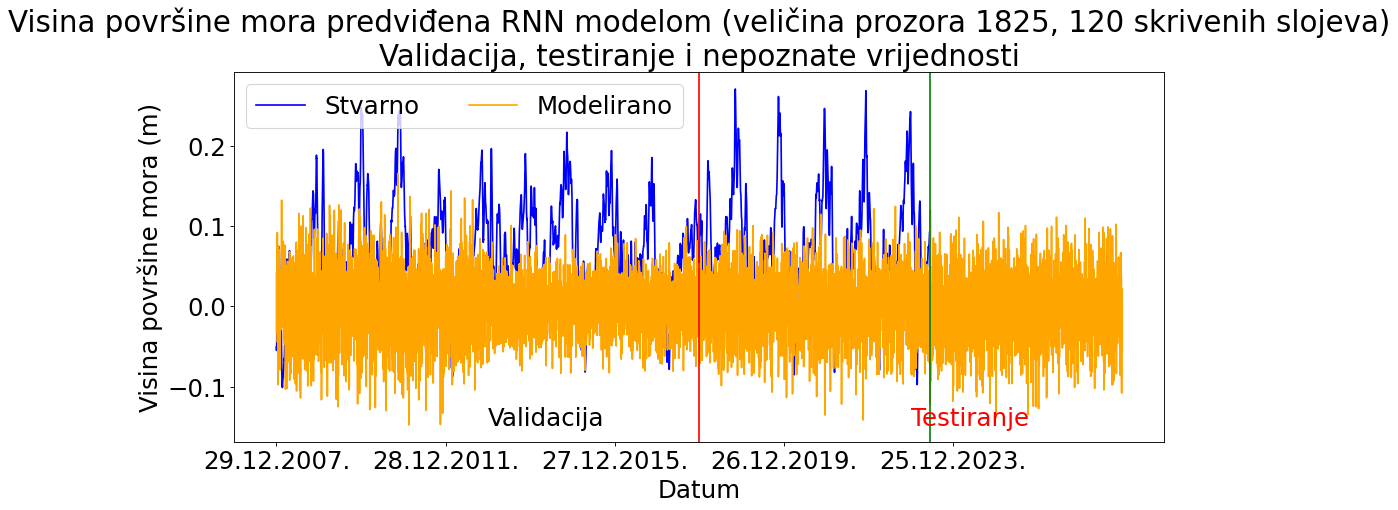 Visina površine mora predviđena RNN modelom (veličina prozora 1825, 120 skrivenih slojeva)
Validacija, testiranje i nepoznate vrijednosti
Stvarno
Modelirano
Visina površine mora (m)
0.2
0.1
0.0
−0.1
Validacija
Testiranje
29.12.2007.
28.12.2011.
27.12.2015.
26.12.2019.
25.12.2023.
Datum